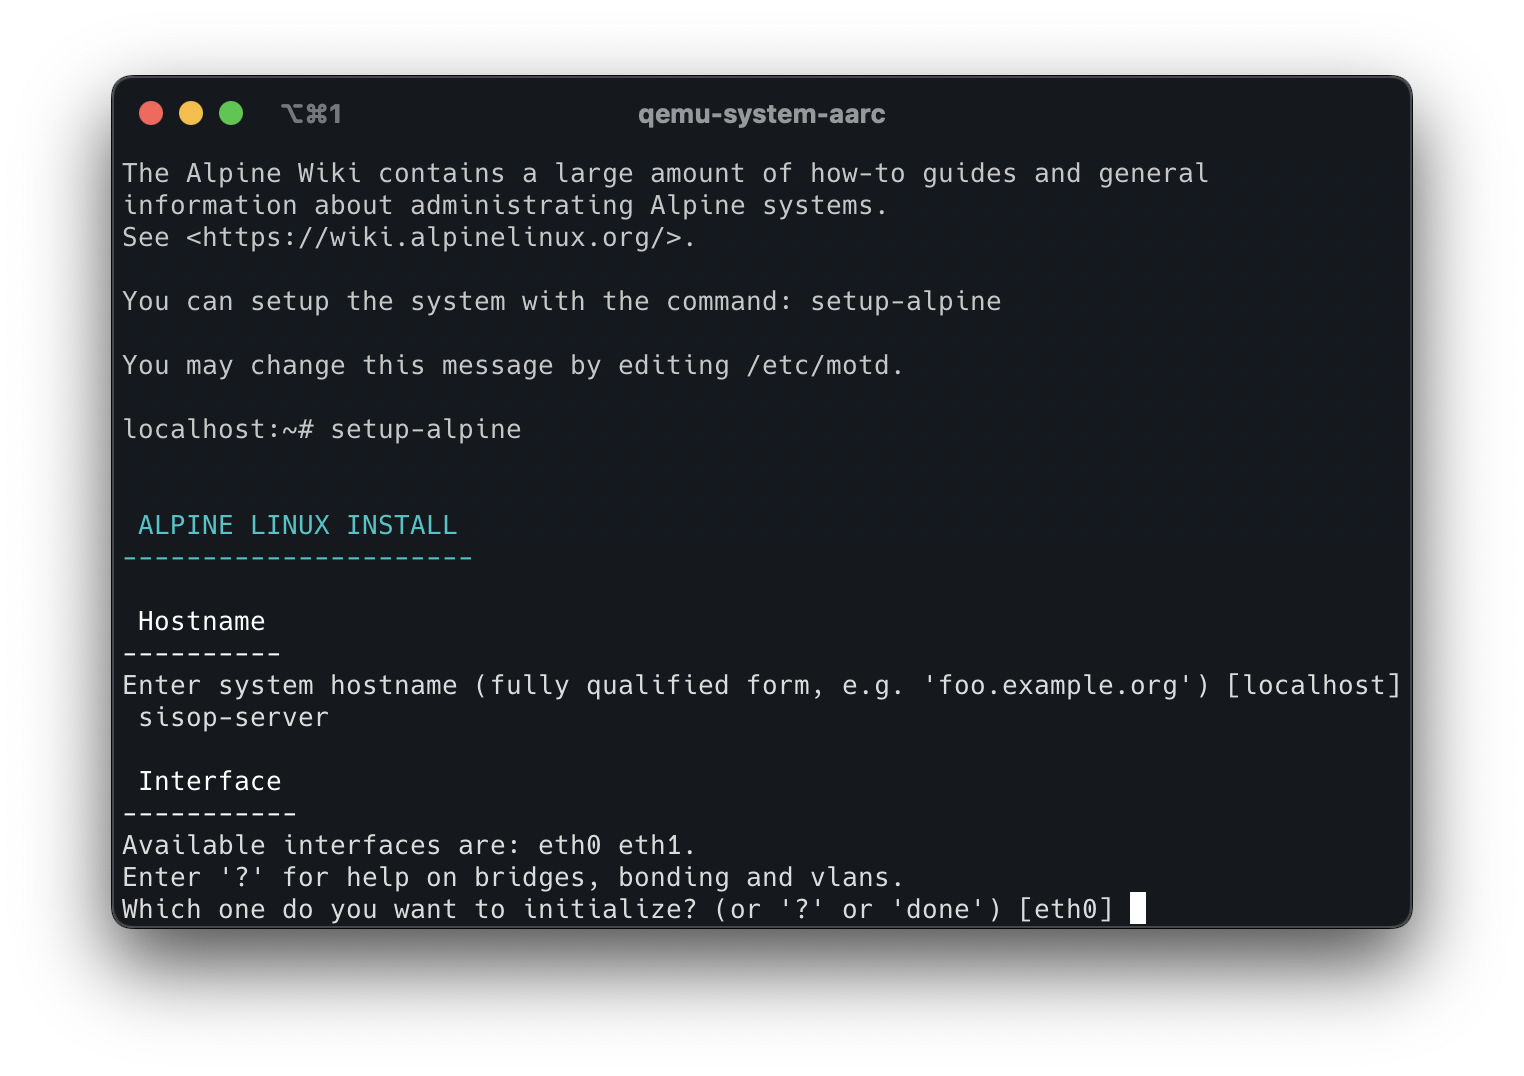 ⌥⌘1
qemu-system-aarc
The Alpine Wiki contains a large amount of how-to guides and general
information about administrating Alpine systems.
See <https://wiki.alpinelinux.org/>.
You can setup the system with the command: setup-alpine
You may change this message by editing /etc/motd.
localhost:~# setup-alpine
ALPINE LINUX INSTALL
----------------------
Hostname
----------
Enter system hostname (fully qualified form, e.g. 'foo.example.org') [localhost]
sisop-server
Interface
-----------
Available interfaces are: eth0 eth1.
Enter '?' for help on bridges, bonding and vlans.
Which one do you want to initialize? (or '?' or 'done') [eth0]